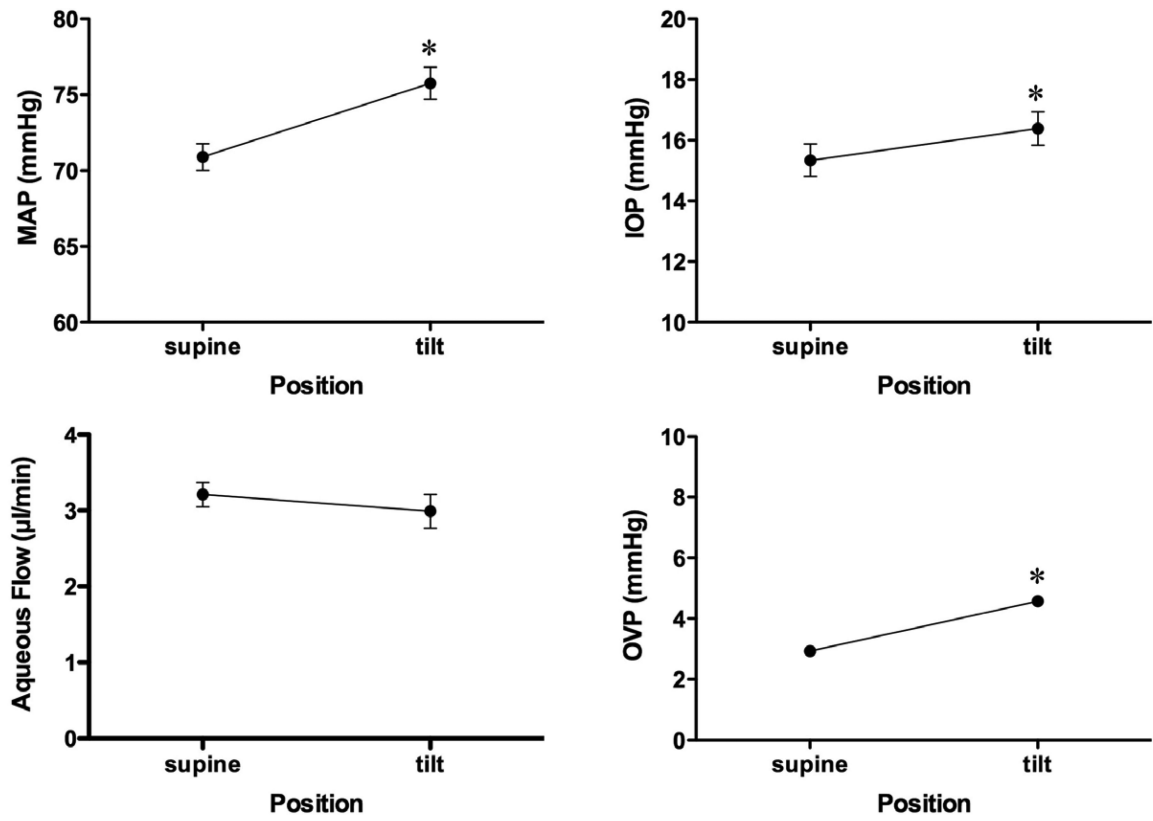 MAP (mmHg)
80
75
70
65
60
*
supine
tilt
Position
IOP (mmHg)
20
18
16
14
12
10
*
supine
tilt
Position
Aqueous Flow (µl/min)
4
3
2
1
0
supine
tilt
Position
OVP (mmHg)
10
8
6
4
2
0
*
supine
tilt
Position